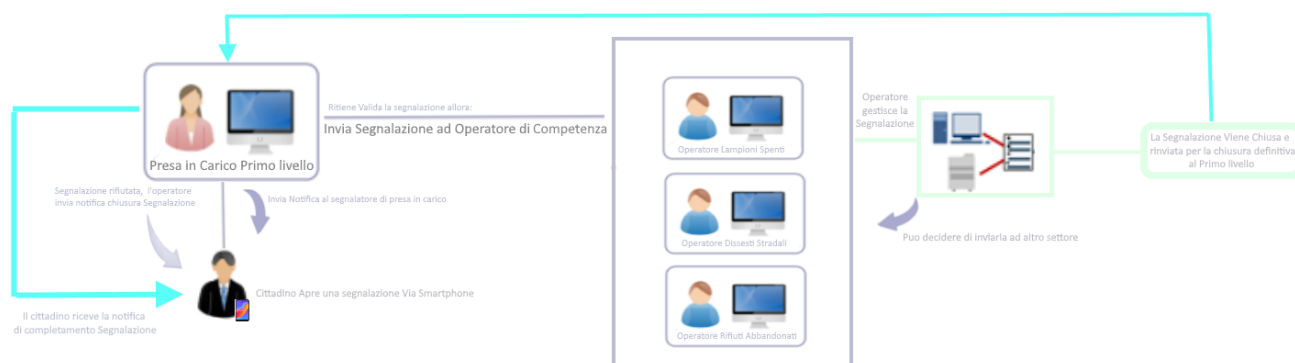 Presa in Carico Primo livello
Ritiene Valida la segnalazione allora:
Invia Segnalazione ad Operatore di Competenza
Segnalazione rifiutata, l'operatore
invia notifica chiusura Segnalazione
Invia Notifica al segnalatore di presa in carico
Cittadino Apre una segnalazione Via Smartphone
Il cittadino riceve la notifica
di completamento Segnalazione
Operatore Lampioni Spenti
Operatore Dissesti Stradali
Operatore Rifiuti Abbandonati
Operatore
gestisce la
Segnalazione
Puo decidere di inviarla ad altro settore
La Segnalazione Viene Chiusa e
rinviata per la chiusura definitiva
al Primo livello